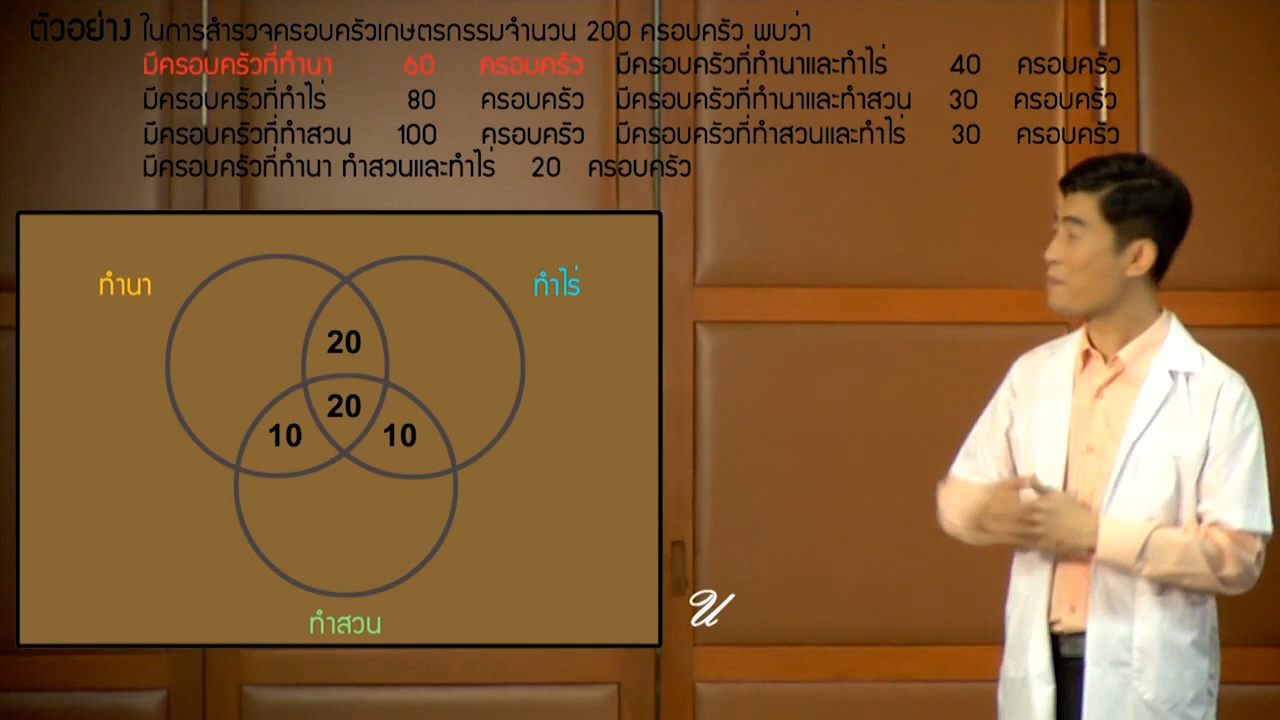 ตัวอย่าง ในการสำรวจครอบครัวเกษตรกรรมจำนวน 200 ครอบครัว พบว่า
มีครอบครัวที่ทำนา 60 ครอบครัว มีครอบครัวที่ทำนาและทำไร่ 40 ครอบครัว
มีครอบครัวที่ทำไร่ 80 ครอบครัว มีครอบครัวที่ทำนาและทำสวน 30 ครอบครัว
มีครอบครัวที่ทำสวน 100 ครอบครัว มีครอบครัวที่ทำสวนและทำไร่ 30 ครอบครัว
มีครอบครัวที่ทำนา ทำสวนและทำไร่ 20 ครอบครัว
ทำนา ทำไร่
20
20
10 10
ทำสวน
U